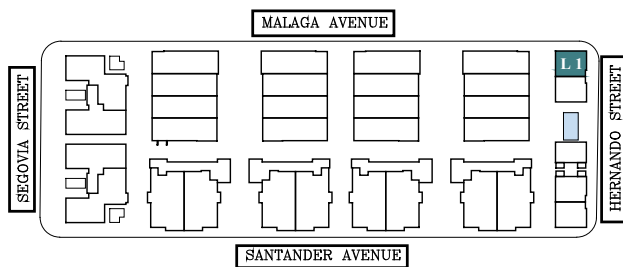 MALAGA AVENUE
SEGOVIA STREET
L 1
HERNANDO STREET
SANTANDER AVENUE